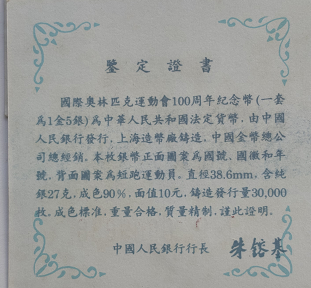 鑒定證書
國際奧林匹克運動會100周年紀念幣(一套
爲1金5銀)爲中華人民共和國法定貨幣,由中
國人民銀行發行,上海造幣廠鑄造,中國金幣總公
司總經銷。本枚銀幣正面圖案爲國號、國徽和年
號,背面圖案爲短跑運動員。直徑38.6mm,含純
銀27克,成色90%,面值10元,鑄造發行量30,000
枚,成色標準,重量合格,質量精制,謹此證明。
中國人民銀行行長 朱鎔基